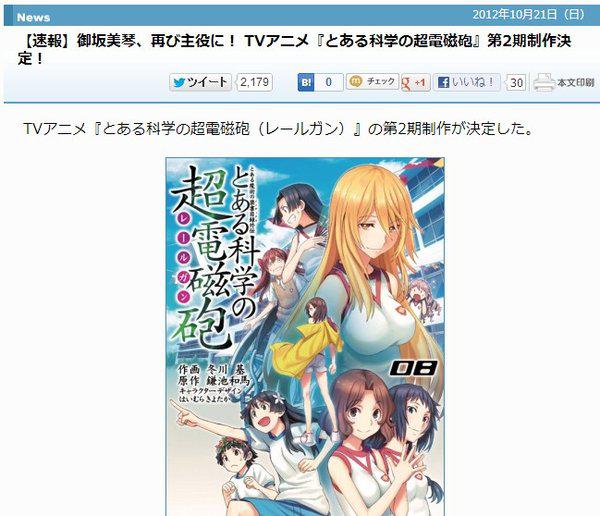 News
2012年10月21日（日）
【速報】御坂美琴、再び主役に！ TVアニメ『とある科学の超電磁砲』第2期制作決
定！
ツイート 2,179 B! 0 m チェック g +1 f いいね！ 30 本文印刷
TVアニメ『とある科学の超電磁砲（レールガン）』の第2期制作が決定した。
とある魔術の禁書目録外伝
とある科学の
超電磁砲
レールガン
08
作画 冬川 基
原作 鎌池和馬
キャラクターデザイン
はいむらきよたか